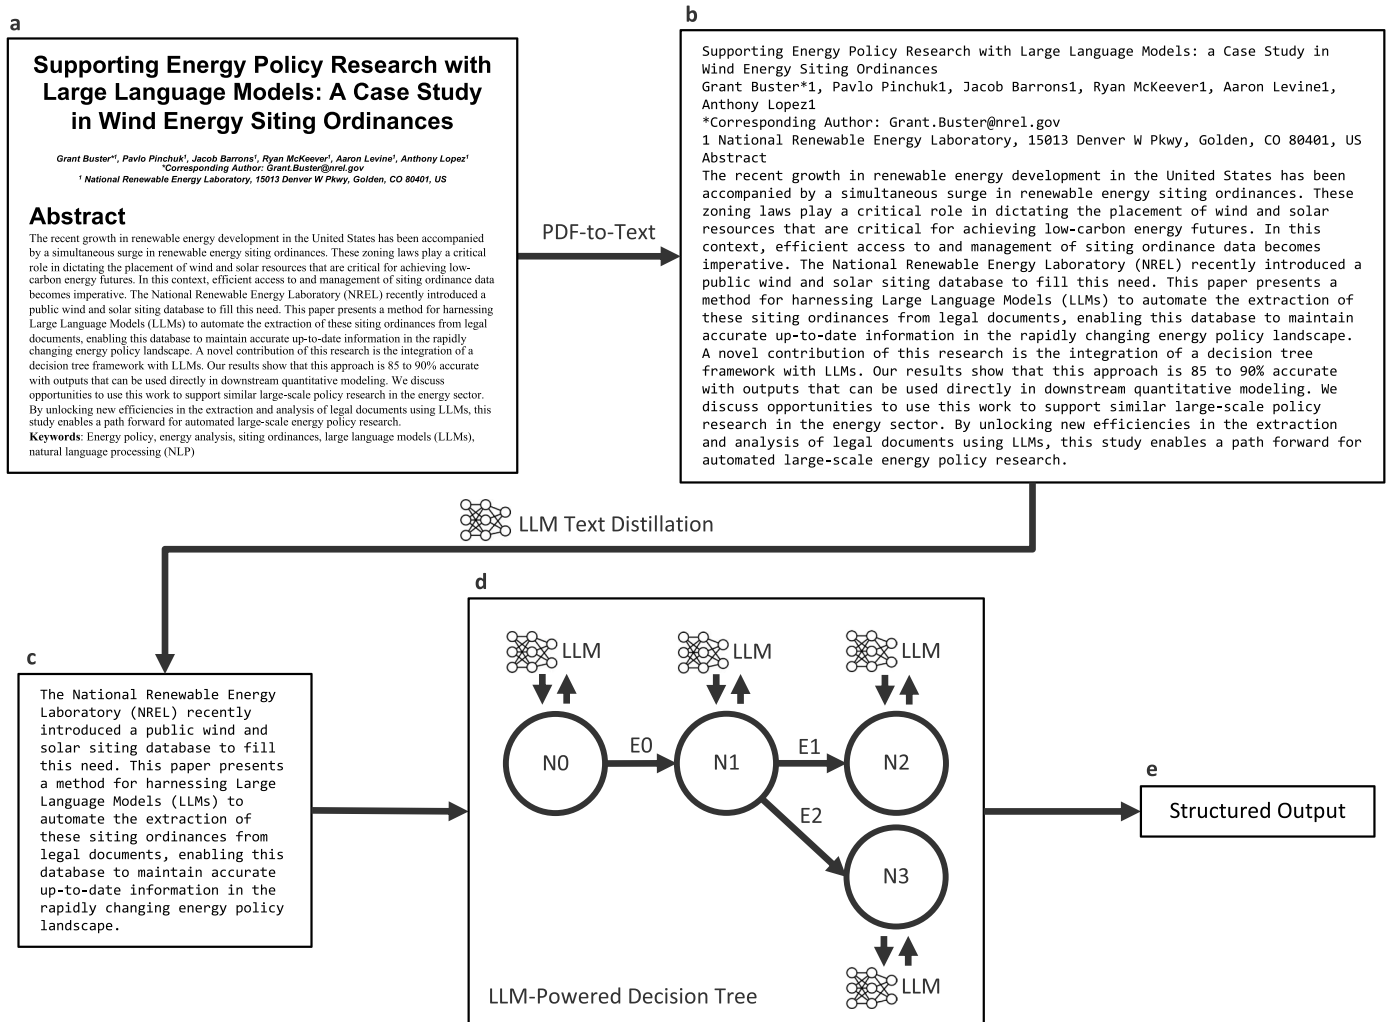 a
Supporting Energy Policy Research with
Large Language Models: A Case Study
in Wind Energy Siting Ordinances
Grant Buster*¹, Pavlo Pinchuk¹, Jacob Barrons¹, Ryan McKeever¹, Aaron Levine¹, Anthony Lopez¹
*Corresponding Author: Grant.Buster@nrel.gov
¹ National Renewable Energy Laboratory, 15013 Denver W Pkwy, Golden, CO 80401, US
Abstract
The recent growth in renewable energy development in the United States has been accompanied
by a simultaneous surge in renewable energy siting ordinances. These zoning laws play a critical
role in dictating the placement of wind and solar resources that are critical for achieving low-
carbon energy futures. In this context, efficient access to and management of siting ordinance data
becomes imperative. The National Renewable Energy Laboratory (NREL) recently introduced a
public wind and solar siting database to fill this need. This paper presents a method for harnessing
Large Language Models (LLMs) to automate the extraction of these siting ordinances from legal
documents, enabling this database to maintain accurate up-to-date information in the rapidly
changing energy policy landscape. A novel contribution of this research is the integration of a
decision tree framework with LLMs. Our results show that this approach is 85 to 90% accurate
with outputs that can be used directly in downstream quantitative modeling. We discuss
opportunities to use this work to support similar large-scale policy research in the energy sector.
By unlocking new efficiencies in the extraction and analysis of legal documents using LLMs, this
study enables a path forward for automated large-scale energy policy research.
Keywords: Energy policy, energy analysis, siting ordinances, large language models (LLMs),
natural language processing (NLP)
PDF-to-Text
b
Supporting Energy Policy Research with Large Language Models: a Case Study in
Wind Energy Siting Ordinances
Grant Buster*1, Pavlo Pinchuk1, Jacob Barrons1, Ryan McKeever1, Aaron Levine1,
Anthony Lopez1
*Corresponding Author: Grant.Buster@nrel.gov
1 National Renewable Energy Laboratory, 15013 Denver W Pkwy, Golden, CO 80401, US
Abstract
The recent growth in renewable energy development in the United States has been
accompanied by a simultaneous surge in renewable energy siting ordinances. These
zoning laws play a critical role in dictating the placement of wind and solar
resources that are critical for achieving low-carbon energy futures. In this
context, efficient access to and management of siting ordinance data becomes
imperative. The National Renewable Energy Laboratory (NREL) recently introduced a
public wind and solar siting database to fill this need. This paper presents a
method for harnessing Large Language Models (LLMs) to automate the extraction of
these siting ordinances from legal documents, enabling this database to maintain
accurate up-to-date information in the rapidly changing energy policy landscape.
A novel contribution of this research is the integration of a decision tree
framework with LLMs. Our results show that this approach is 85 to 90% accurate
with outputs that can be used directly in downstream quantitative modeling. We
discuss opportunities to use this work to support similar large-scale policy
research in the energy sector. By unlocking new efficiencies in the extraction
and analysis of legal documents using LLMs, this study enables a path forward for
automated large-scale energy policy research.
LLM Text Distillation
c
The National Renewable Energy
Laboratory (NREL) recently
introduced a public wind and
solar siting database to fill
this need. This paper presents
a method for harnessing Large
Language Models (LLMs) to
automate the extraction of
these siting ordinances from
legal documents, enabling this
database to maintain accurate
up-to-date information in the
rapidly changing energy policy
landscape.
d
LLM
LLM
LLM
N0
E0
N1
E1
N2
E2
N3
LLM
LLM-Powered Decision Tree
e
Structured Output